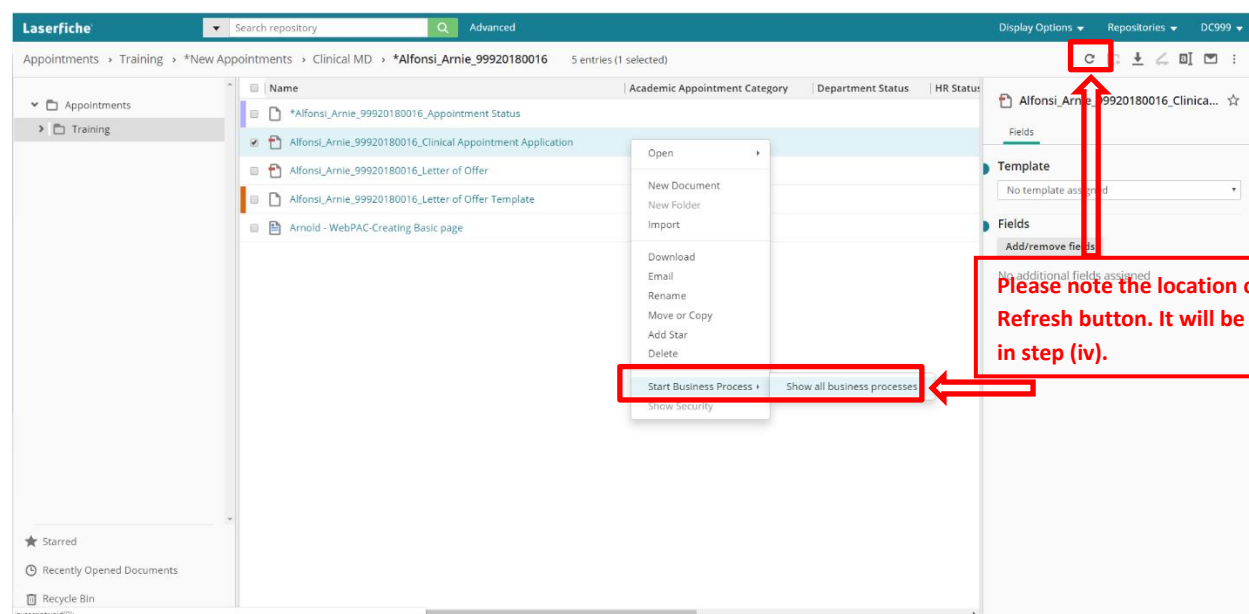 Laserfiche
Search repository
Advanced
Display Options
Repositories
DC999
Appointments › Training › *New Appointments › Clinical MD › *Alfonsi_Arnie_99920180016
5 entries (1 selected)
Appointments
Training
Name
Academic Appointment Category
Department Status
HR Status
*Alfonsi_Arnie_99920180016_Appointment Status
Alfonsi_Arnie_99920180016_Clinical Appointment Application
Alfonsi_Arnie_99920180016_Letter of Offer
Alfonsi_Arnie_99920180016_Letter of Offer Template
Arnold - WebPAC-Creating Basic page
Open
New Document
New Folder
Import
Download
Email
Rename
Move or Copy
Add Star
Delete
Start Business Process
Show all business processes
Show Security
Alfonsi_Arnie_99920180016_Clinica...
Fields
Template
No template assigned
Fields
Add/remove fields
No additional fields assigned
Please note the location
Refresh button. It will be
in step (iv).
Starred
Recently Opened Documents
Recycle Bin